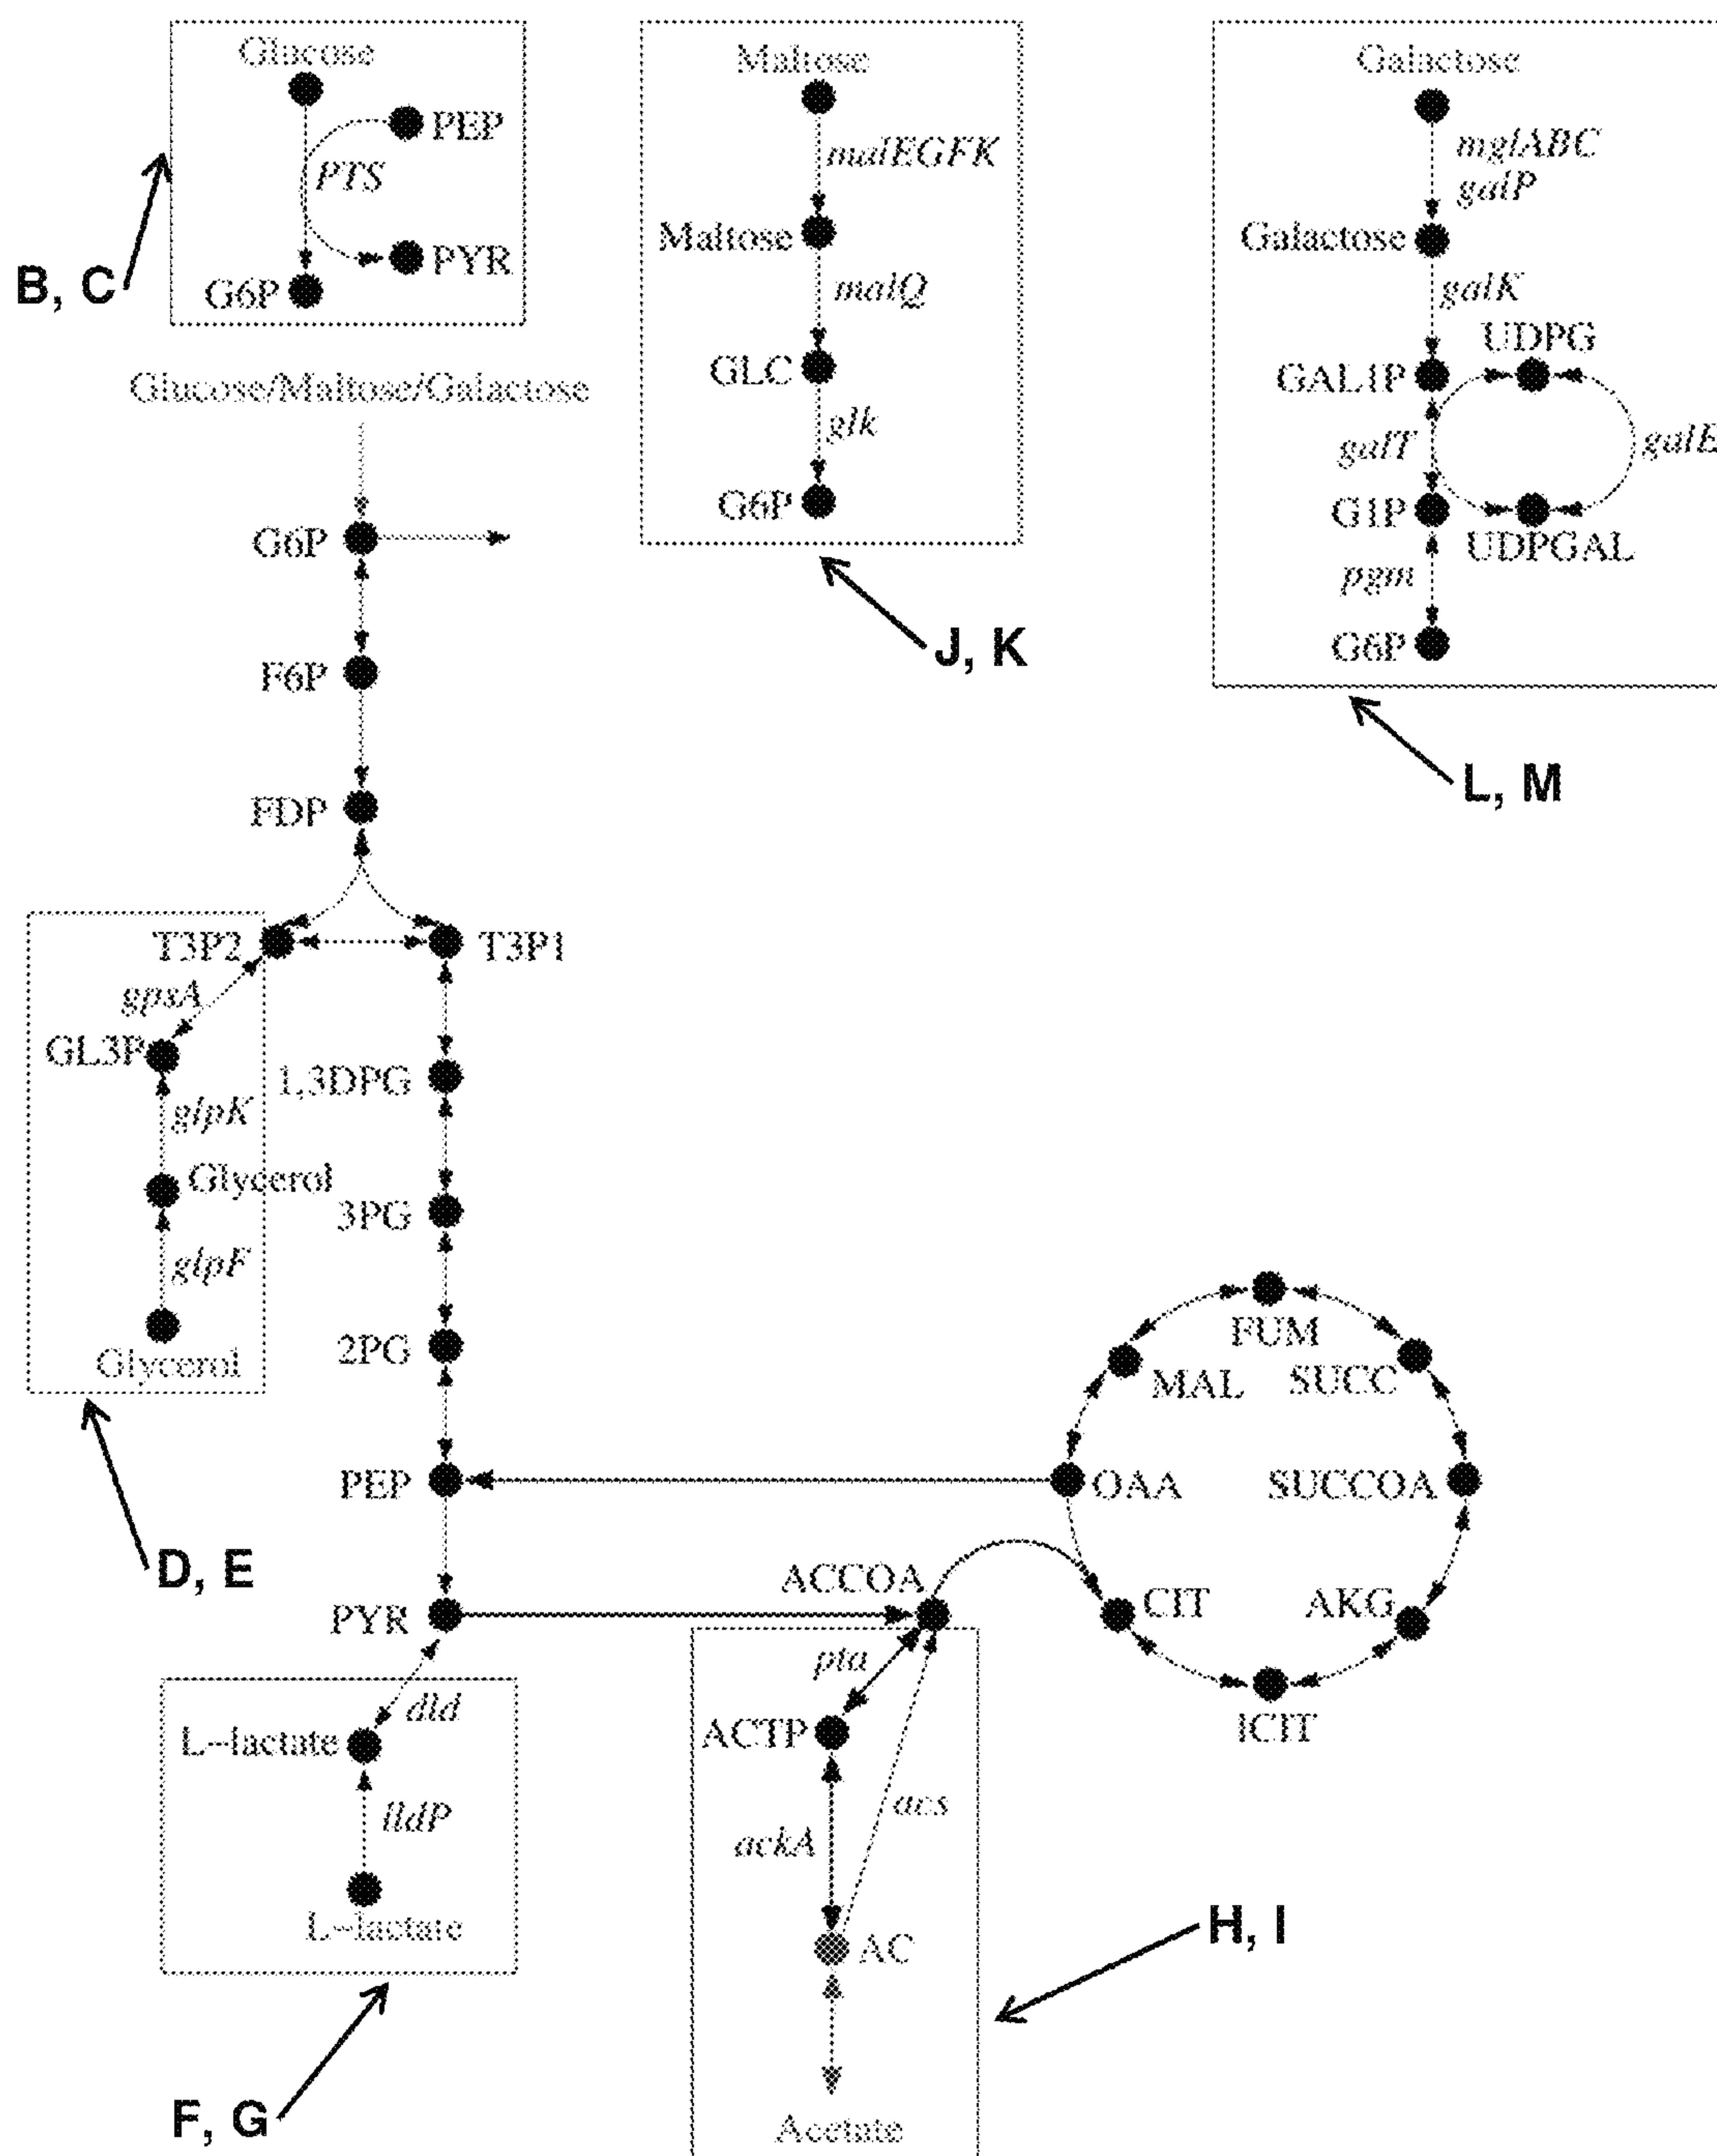 Glucose
PEP
PTS
PYR
G6P
B, C
Maltose
malEGFK
Maltose
malQ
GLC
glk
G6P
J, K
Galactose
mglABC
galP
Galactose
galK
UDPG
GAL1P
galT
galE
G1P
UDPGAL
pgm
G6P
L, M
Glucose/Maltose/Galactose
G6P
F6P
FDP
T3P2
T3P1
gpsA
GL3P
1,3DPG
glpK
Glycerol
3PG
glpF
2PG
Glycerol
D, E
PEP
OAA
SUCCOA
FUM
MAL
SUCC
ACCOA
CIT
AKG
ICIT
PYR
dld
L-lactate
lldP
L-lactate
F, G
pta
ACTP
acs
ackA
AC
H, I
Acetate